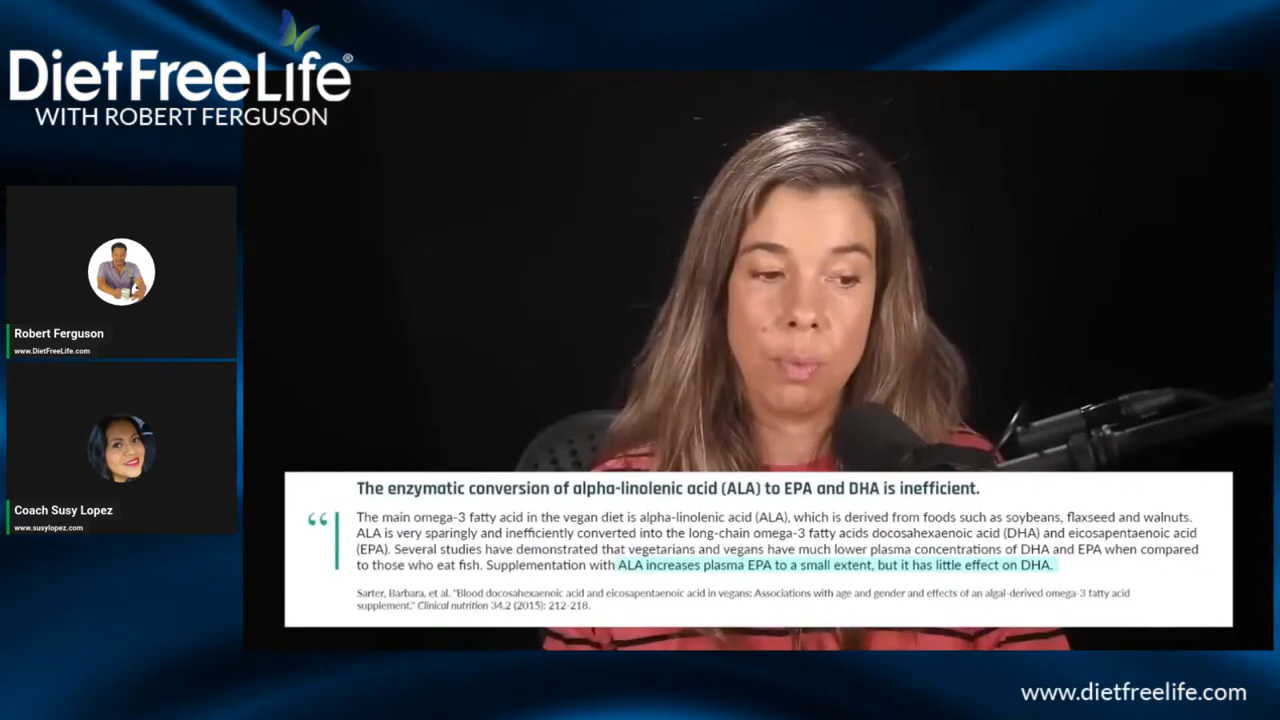 DietFreeLife®
WITH ROBERT FERGUSON
Robert Ferguson
www.DietFreeLife.com
Coach Susy Lopez
www.susylopez.com
The enzymatic conversion of alpha-linolenic acid (ALA) to EPA and DHA is inefficient.
“ The main omega-3 fatty acid in the vegan diet is alpha-linolenic acid (ALA), which is derived from foods such as soybeans, flaxseed and walnuts.
ALA is very sparingly and inefficiently converted into the long-chain omega-3 fatty acids docosahexaenoic acid (DHA) and eicosapentaenoic acid
(EPA). Several studies have demonstrated that vegetarians and vegans have much lower plasma concentrations of DHA and EPA when compared
to those who eat fish. Supplementation with ALA increases plasma EPA to a small extent, but it has little effect on DHA.
Sarter, Barbara, et al. "Blood docosahexaenoic acid and eicosapentaenoic acid in vegans: Associations with age and gender and effects of an algal-derived omega-3 fatty acid
supplement." Clinical nutrition 34.2 (2015): 212-218.
www.dietfreelife.com